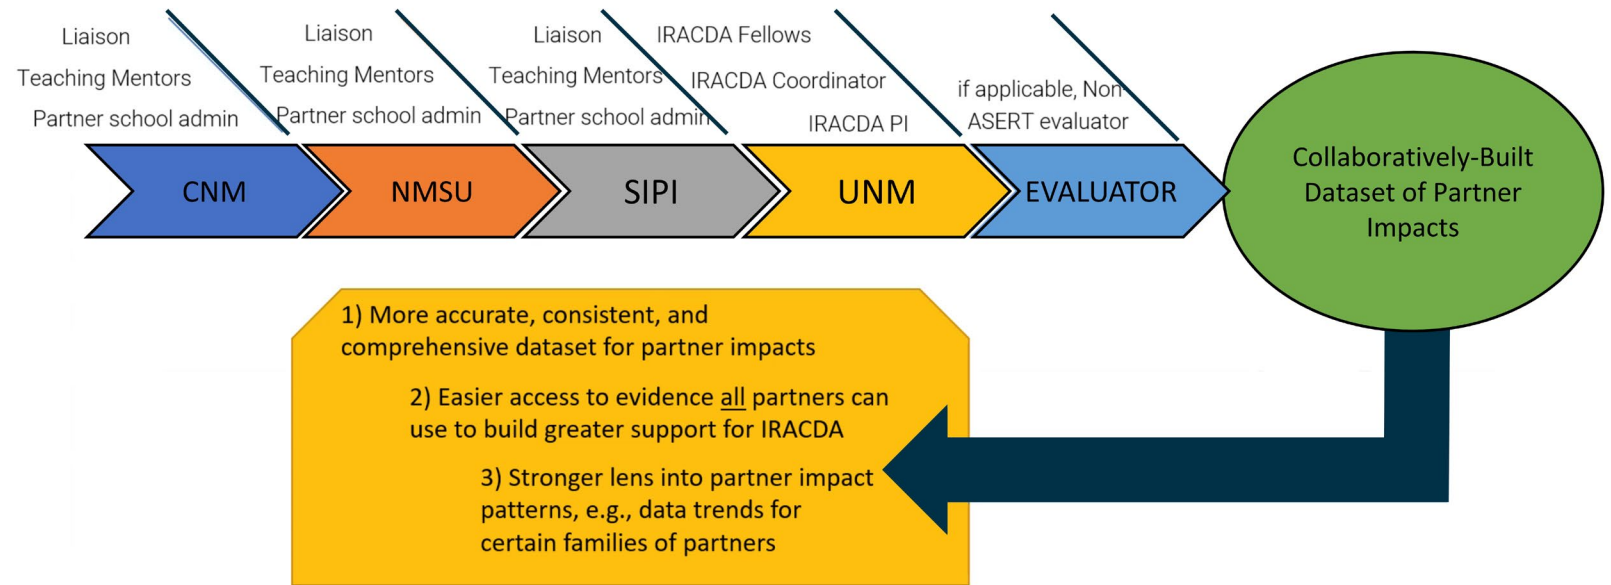 Liaison
Teaching Mentors
Partner school admin
Liaison
Teaching Mentors
Partner school admin
Liaison
Teaching Mentors
Partner school admin
IRACDA Fellows
IRACDA Coordinator
IRACDA PI
if applicable, Non-
ASERT evaluator
CNM
NMSU
SIPI
UNM
EVALUATOR
Collaboratively-Built
Dataset of Partner
Impacts
1) More accurate, consistent, and
comprehensive dataset for partner impacts
2) Easier access to evidence all partners can
use to build greater support for IRACDA
3) Stronger lens into partner impact
patterns, e.g., data trends for
certain families of partners